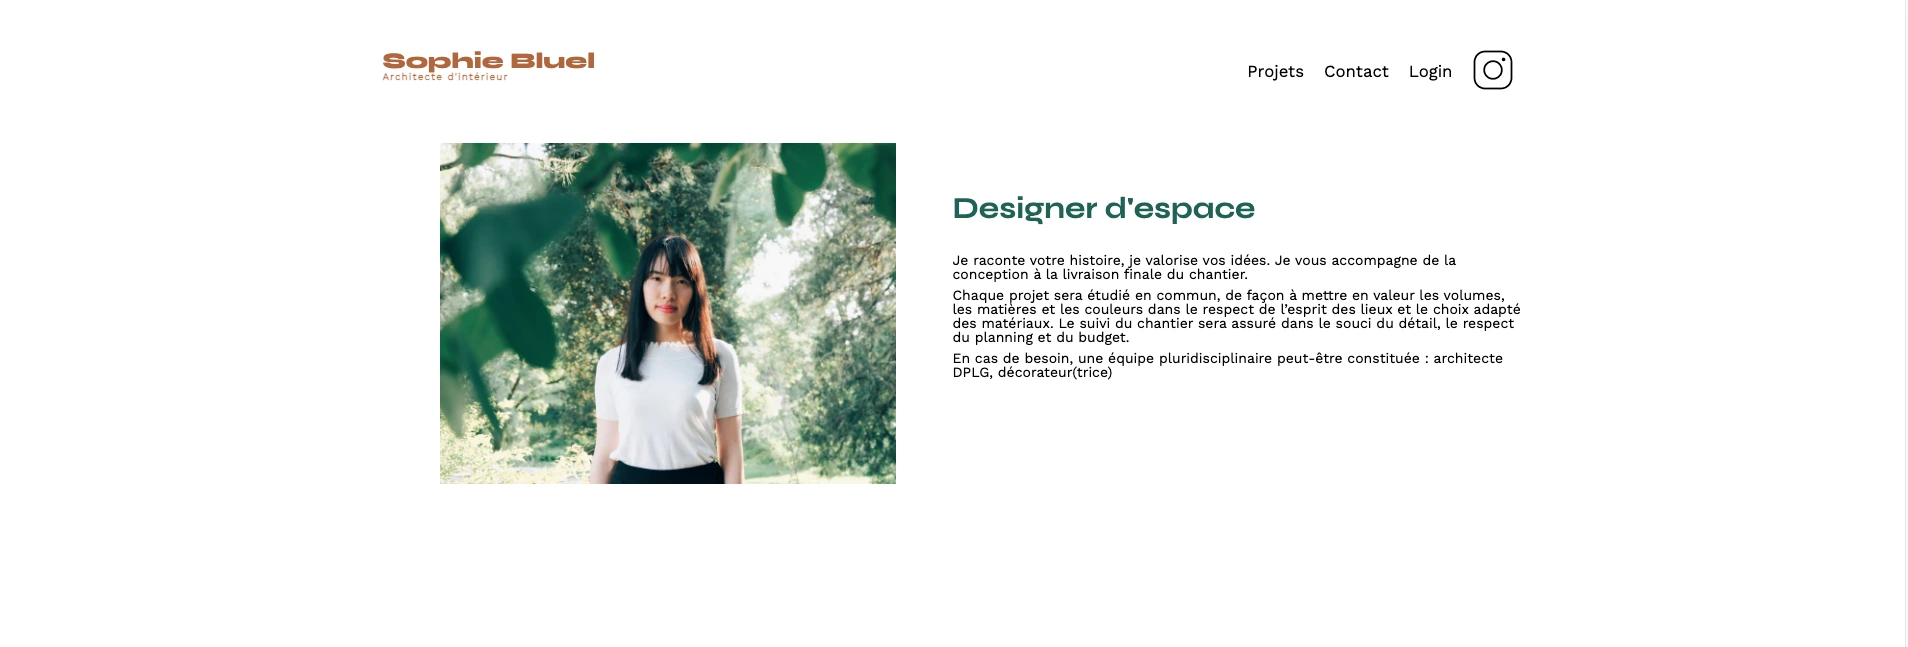 Sophie Bluel
Architecte d'intérieur
Projets Contact Login
Designer d'espace
Je raconte votre histoire, je valorise vos idées. Je vous accompagne de la
conception à la livraison finale du chantier.
Chaque projet sera étudié en commun, de façon à mettre en valeur les volumes,
les matières et les couleurs dans le respect de l’esprit des lieux et le choix adapté
des matériaux. Le suivi du chantier sera assuré dans le souci du détail, le respect
du planning et du budget.
En cas de besoin, une équipe pluridisciplinaire peut-être constituée : architecte
DPLG, décorateur(trice)